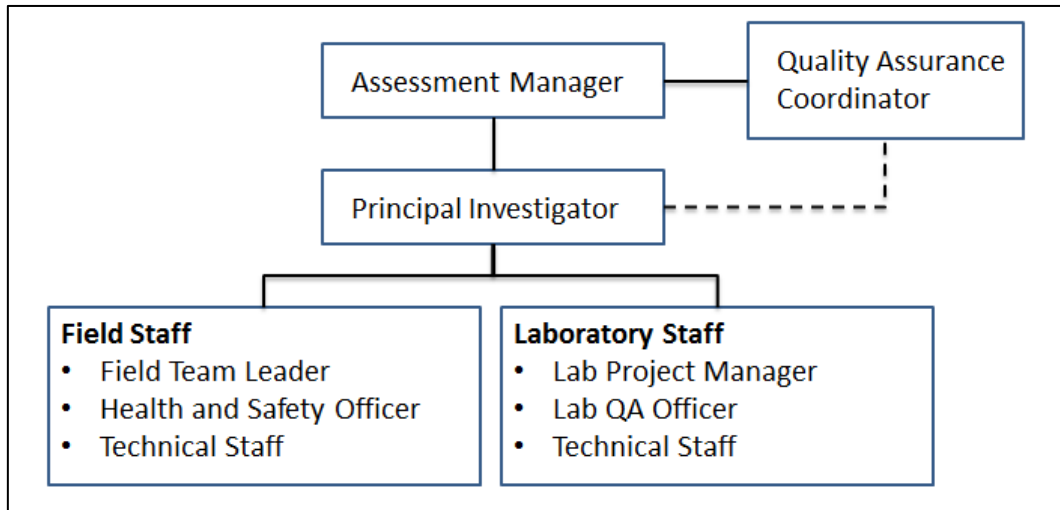 Assessment Manager
Quality Assurance
Coordinator
Principal Investigator
Field Staff
• Field Team Leader
• Health and Safety Officer
• Technical Staff
Laboratory Staff
• Lab Project Manager
• Lab QA Officer
• Technical Staff